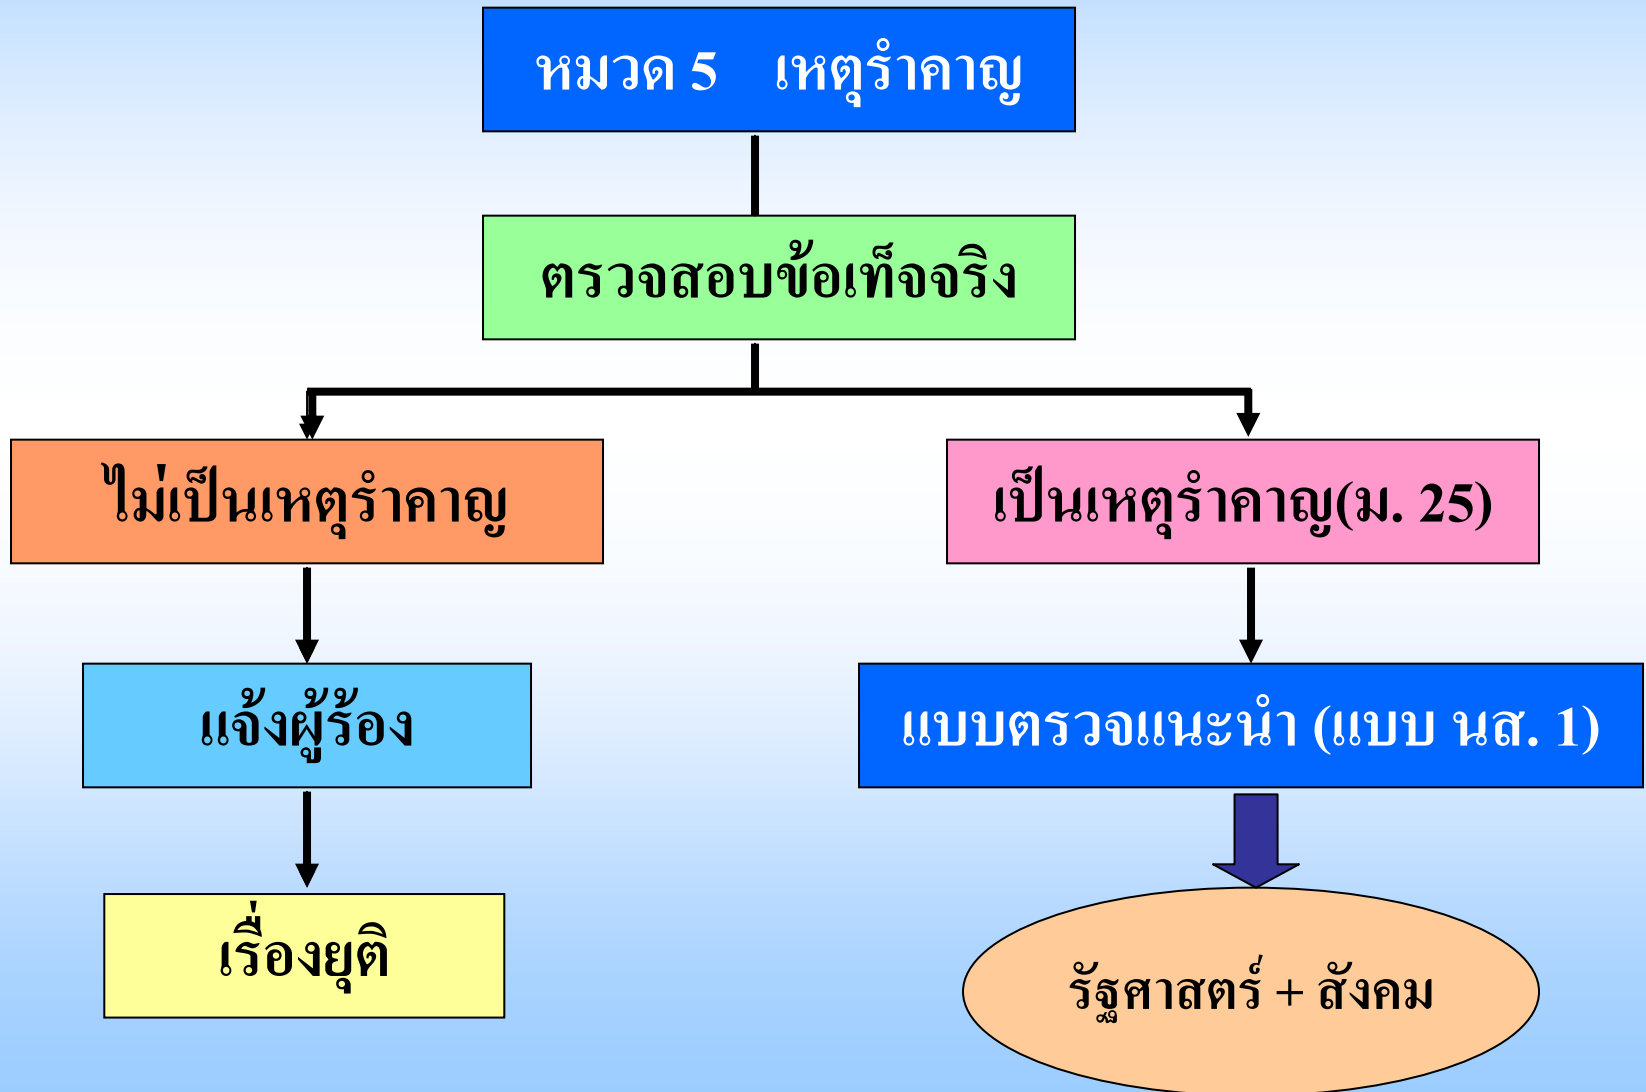 หมวด 5 เหตุรำคาญ
ตรวจสอบข้อเท็จจริง
ไม่เป็นเหตุรำคาญ
เป็นเหตุรำคาญ(ม. 25)
แจ้งผู้ร้อง
แบบตรวจแนะนำ (แบบ นส. 1)
เรื่องยุติ
รัฐศาสตร์ + สังคม